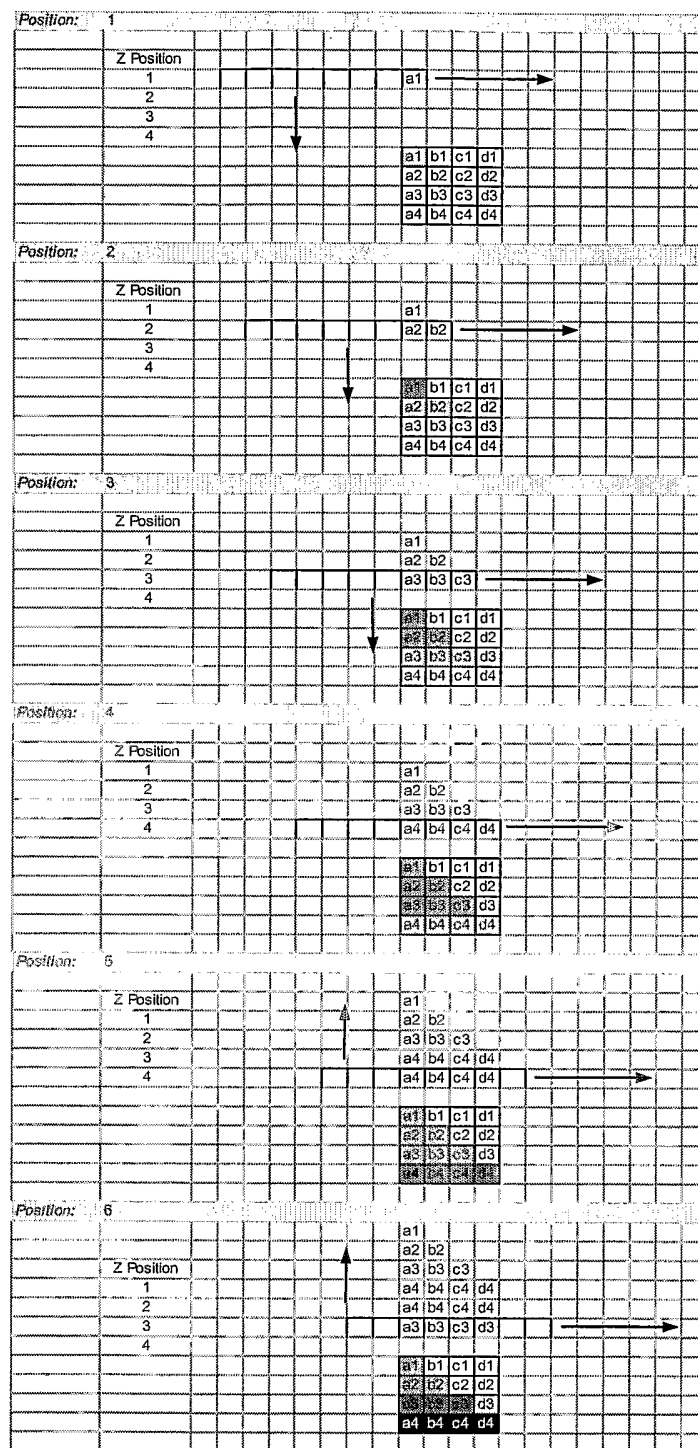 Position: 1
Z Position
1 a1
2
3
4
a1 b1 c1 d1
a2 b2 c2 d2
a3 b3 c3 d3
a4 b4 c4 d4
Position: 2
Z Position
1 a1
2 a2 b2
3
4
a1 b1 c1 d1
a2 b2 c2 d2
a3 b3 c3 d3
a4 b4 c4 d4
Position: 3
Z Position
1 a1
2 a2 b2
3 a3 b3 c3
4
a1 b1 c1 d1
a2 b2 c2 d2
a3 b3 c3 d3
a4 b4 c4 d4
Position: 4
Z Position
1 a1
2 a2 b2
3 a3 b3 c3
4 a4 b4 c4 d4
a1 b1 c1 d1
a2 b2 c2 d2
a3 b3 c3 d3
a4 b4 c4 d4
Position: 5
Z Position a1
1 a2 b2
2 a3 b3 c3
3 a4 b4 c4 d4
4 a4 b4 c4 d4
a1 b1 c1 d1
a2 b2 c2 d2
a3 b3 c3 d3
a4 c4 d4
Position: 6
a1
a2 b2
Z Position a3 b3 c3
1 a4 b4 c4 d4
2 a4 b4 c4 d4
3 a3 b3 c3 d3
4
a1 b1 c1 d1
a2 b2 c2 d2
c3 d3
a4 b4 c4 d4